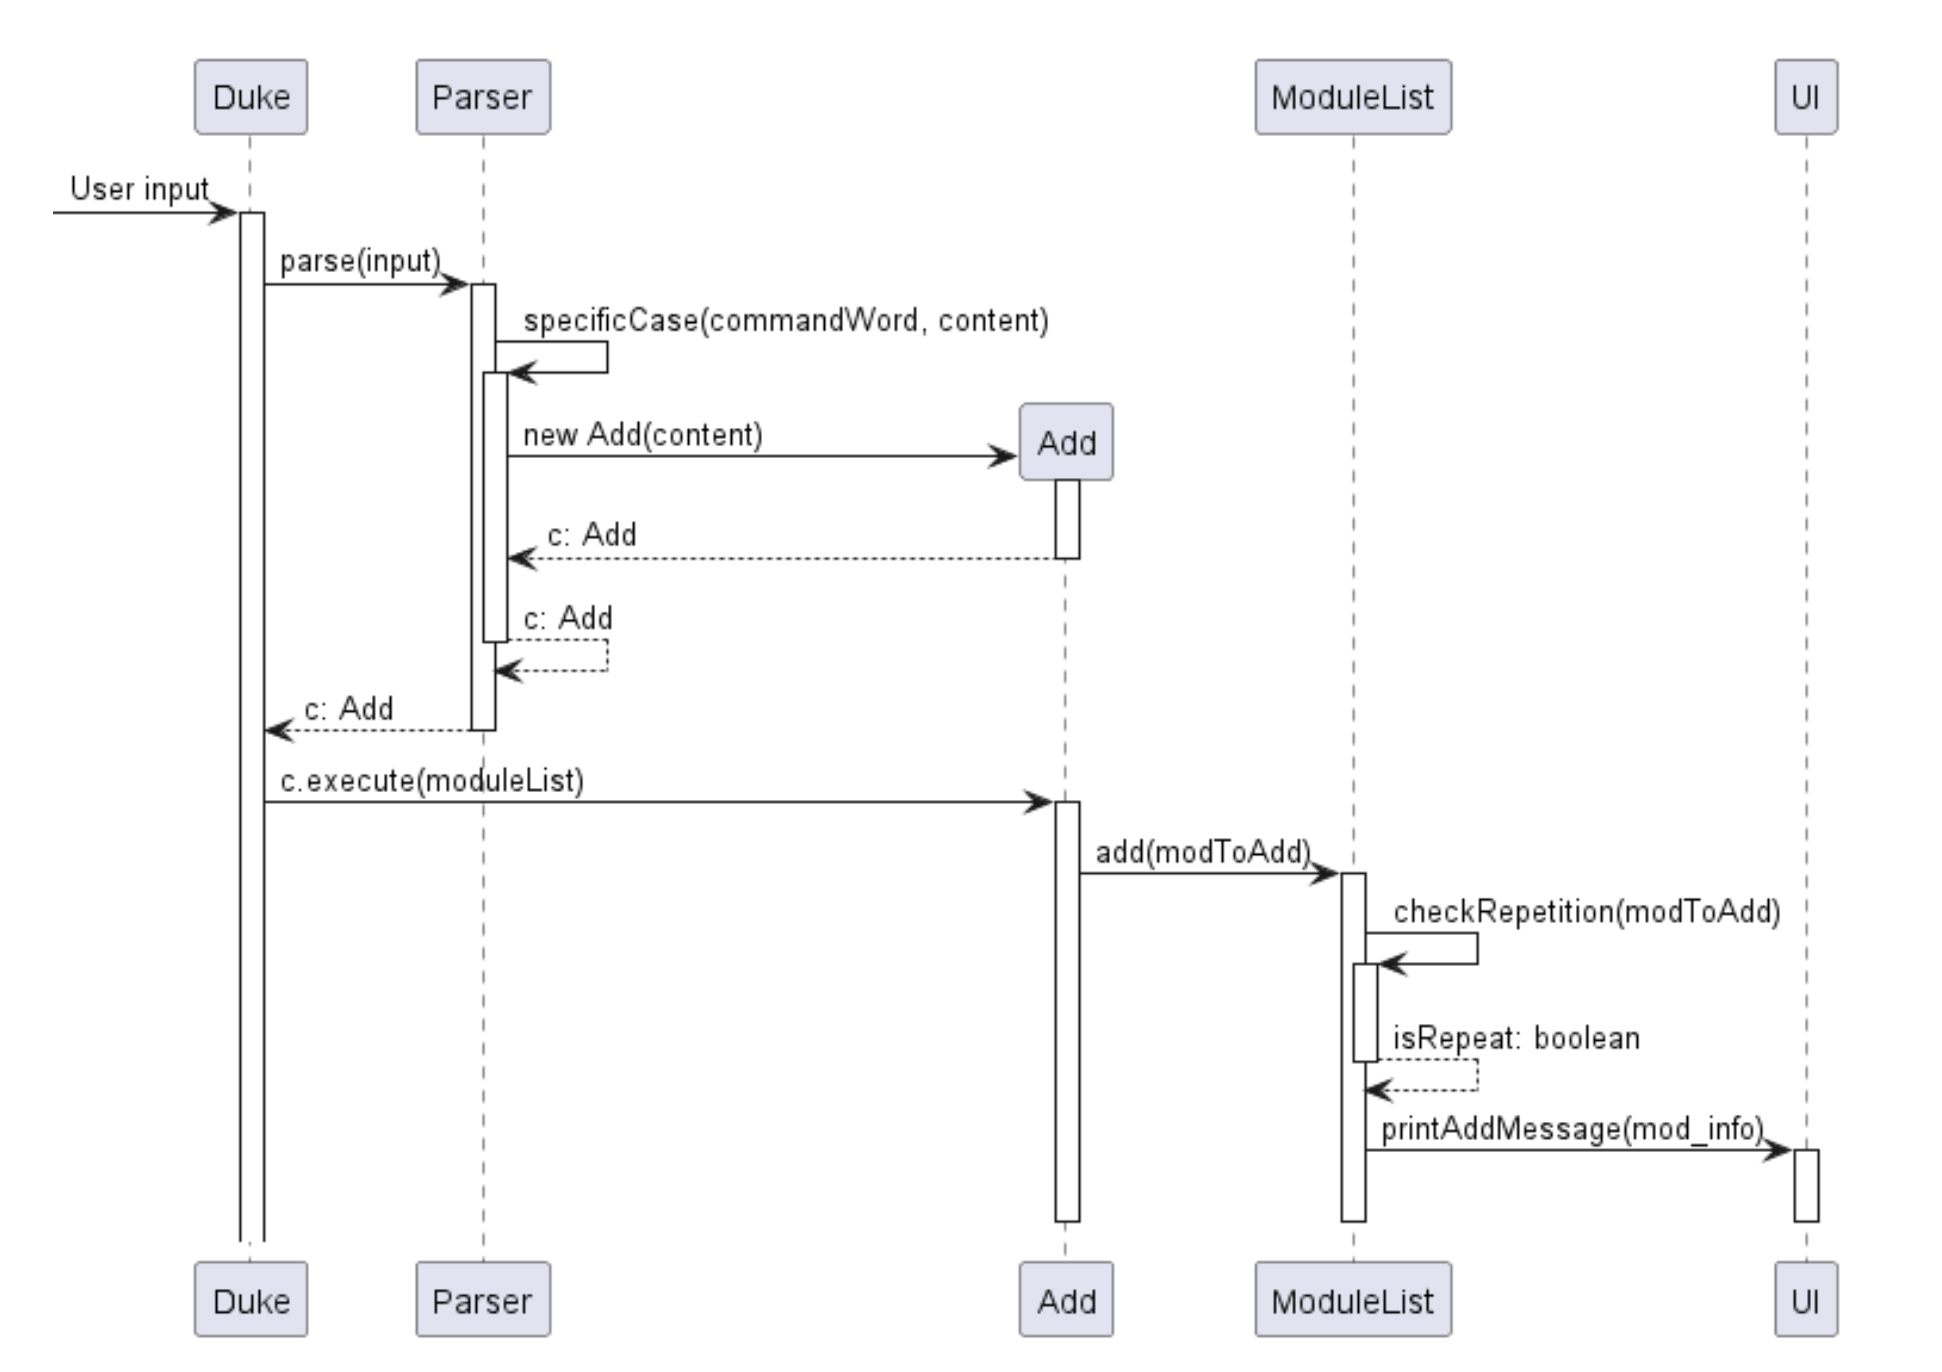 Duke
Parser
ModuleList
UI
User input
parse(input)
specificCase(commandWord, content)
new Add(content)
Add
c: Add
c: Add
c: Add
c.execute(moduleList)
add(modToAdd)
checkRepetition(modToAdd)
isRepeat: boolean
printAddMessage(mod_info)
Duke
Parser
Add
ModuleList
UI